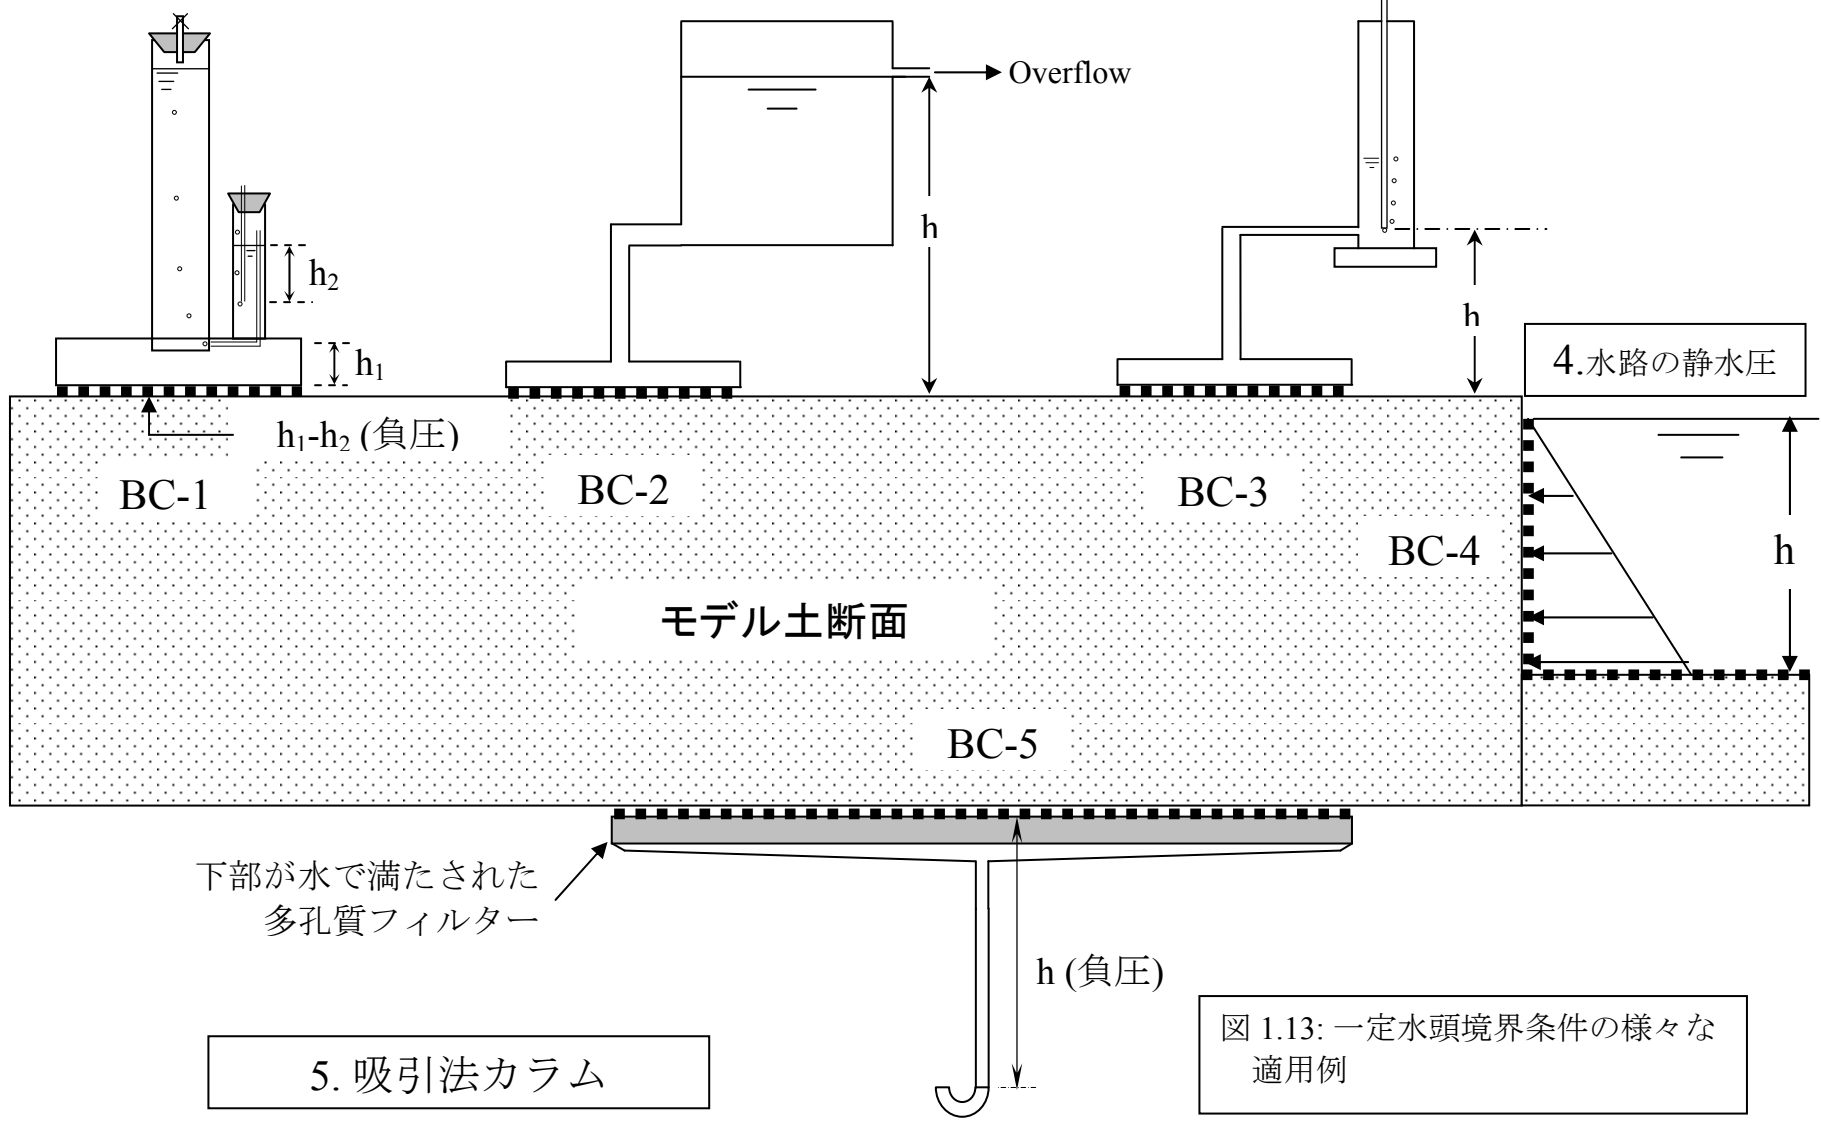 Overflow
h
h
h₂
h₁
h₁-h₂ (負圧)
4.水路の静水圧
BC-1
BC-2
BC-3
BC-4
h
モデル土断面
BC-5
下部が水で満たされた
多孔質フィルター
h (負圧)
5. 吸引法カラム
図 1.13: 一定水頭境界条件の様々な
適用例